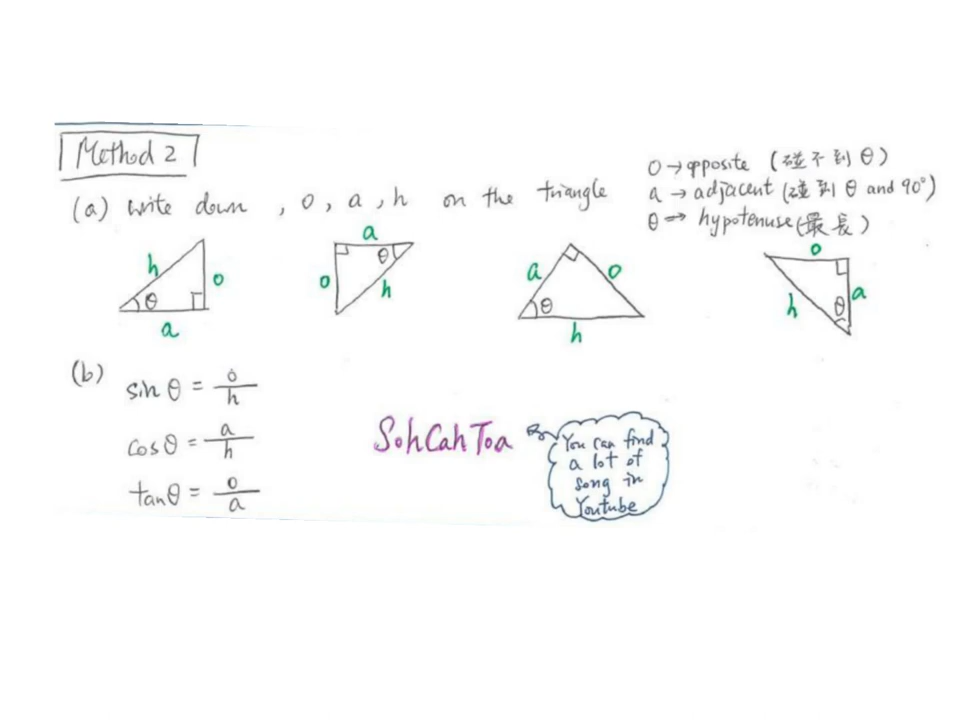 Method 2
(a) write down , o, a, h on the triangle
o → opposite (碰不到 θ)
a → adjacent (碰到 θ and 90°)
θ → hypotenuse (最長)
h θ o a
a θ o h
a o θ h
o a h θ
(b) sin θ = o/h
cos θ = a/h
tan θ = o/a
SohCahToa
You can find
a lot of
song in
Youtube